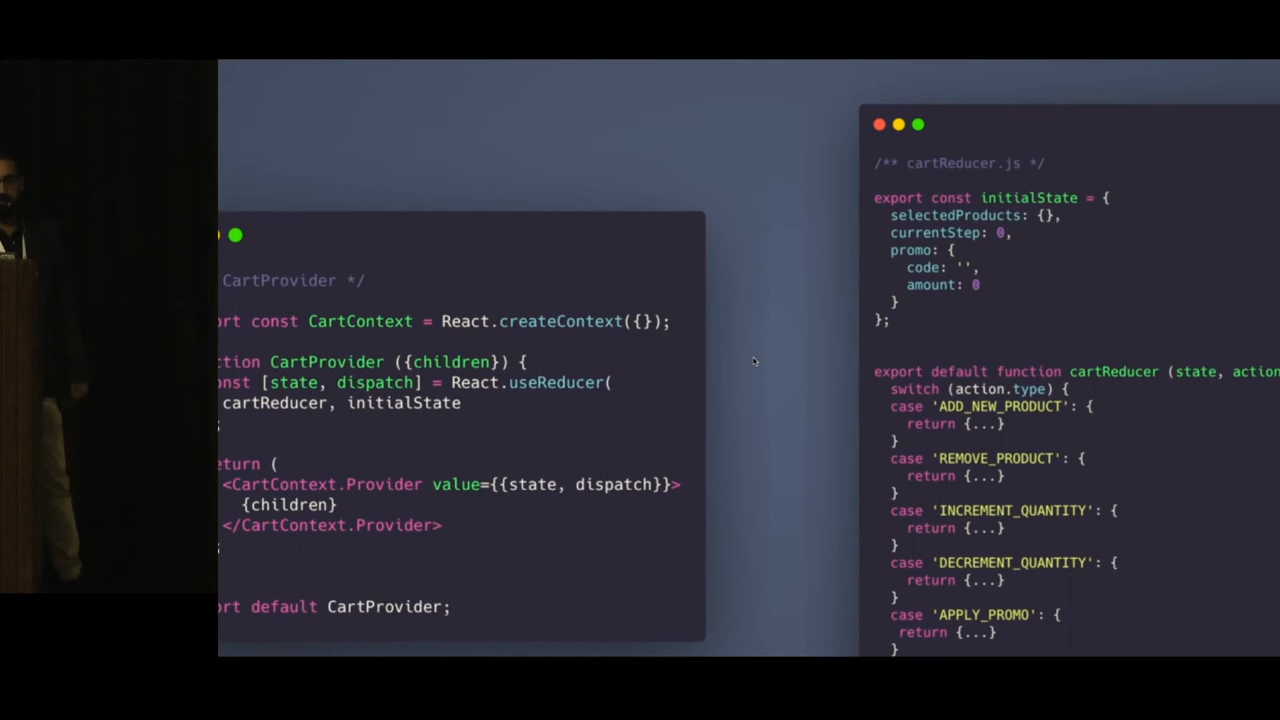 CartProvider */
ort const CartContext = React.createContext({});
ction CartProvider ({children}) {
onst [state, dispatch] = React.useReducer(
cartReducer, initialState
;
eturn (
<CartContext.Provider value={{state, dispatch}}>
{children}
</CartContext.Provider>
;
ort default CartProvider;
/** cartReducer.js */
export const initialState = {
selectedProducts: {},
currentStep: 0,
promo: {
code: '',
amount: 0
}
};
export default function cartReducer (state, action
switch (action.type) {
case 'ADD_NEW_PRODUCT': {
return {...}
}
case 'REMOVE_PRODUCT': {
return {...}
}
case 'INCREMENT_QUANTITY': {
return {...}
}
case 'DECREMENT_QUANTITY': {
return {...}
}
case 'APPLY_PROMO': {
return {...}
}